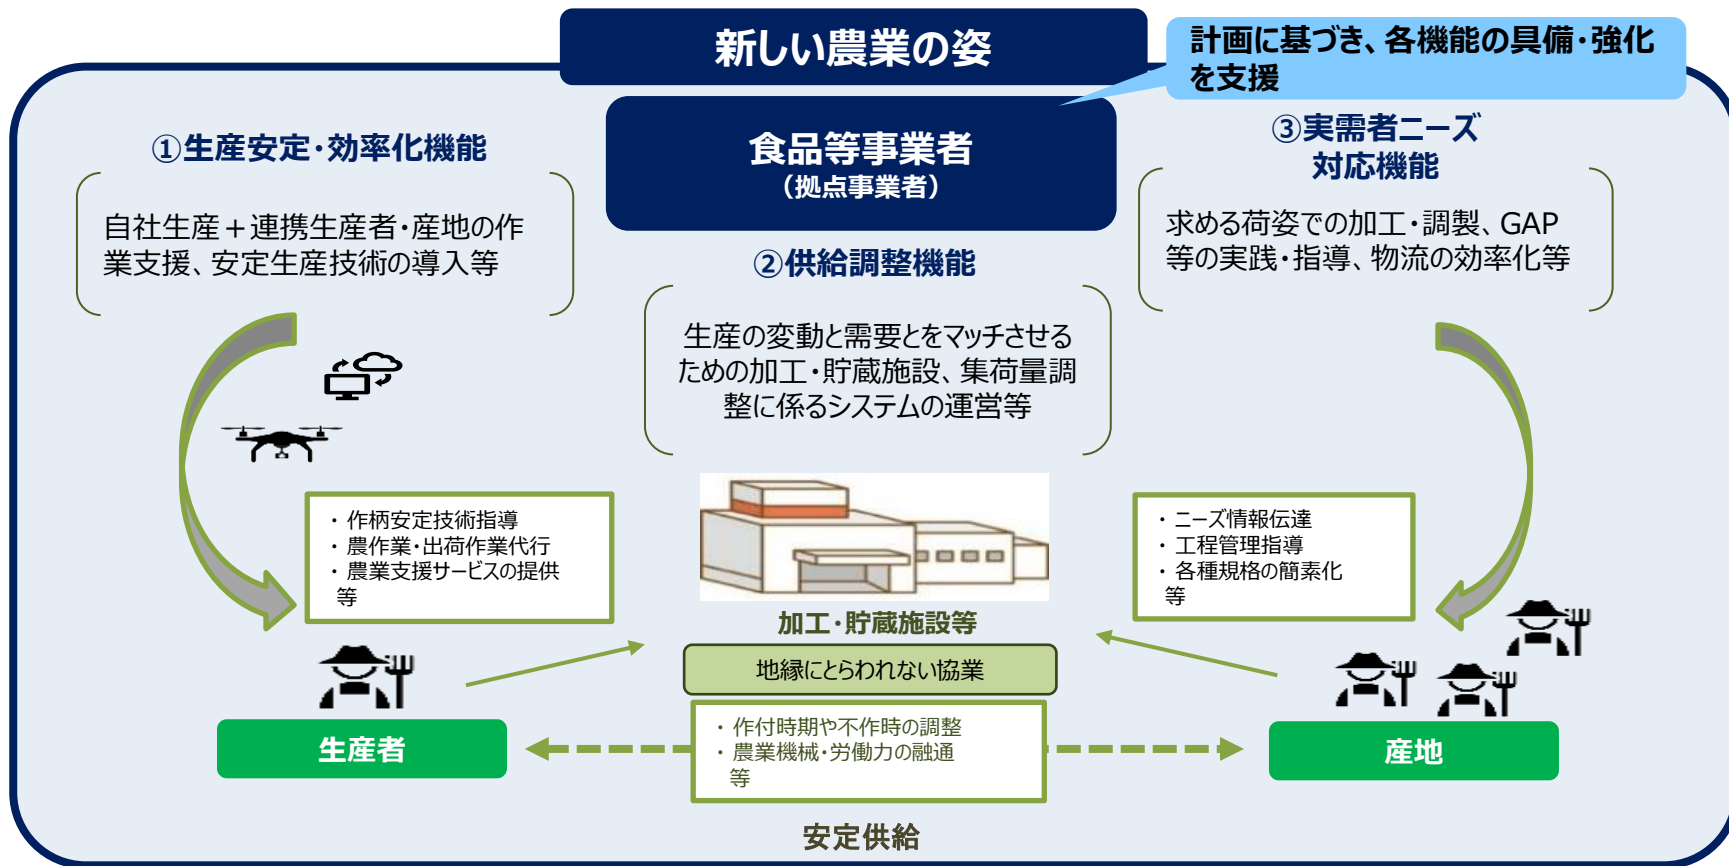 新しい農業の姿
計画に基づき、各機能の具備・強化
を支援
食品等事業者
（拠点事業者）
①生産安定・効率化機能
自社生産＋連携生産者・産地の作
業支援、安定生産技術の導入等
②供給調整機能
生産の変動と需要とをマッチさせる
ための加工・貯蔵施設、集荷量調
整に係るシステムの運営等
③実需者ニーズ
対応機能
求める荷姿での加工・調製、GAP
等の実践・指導、物流の効率化等
・作柄安定技術指導
・農作業・出荷作業代行
・農業支援サービスの提供
等
・ニーズ情報伝達
・工程管理指導
・各種規格の簡素化
等
加工・貯蔵施設等
地縁にとらわれない協業
・作付時期や不作時の調整
・農業機械・労働力の融通
等
生産者
産地
安定供給